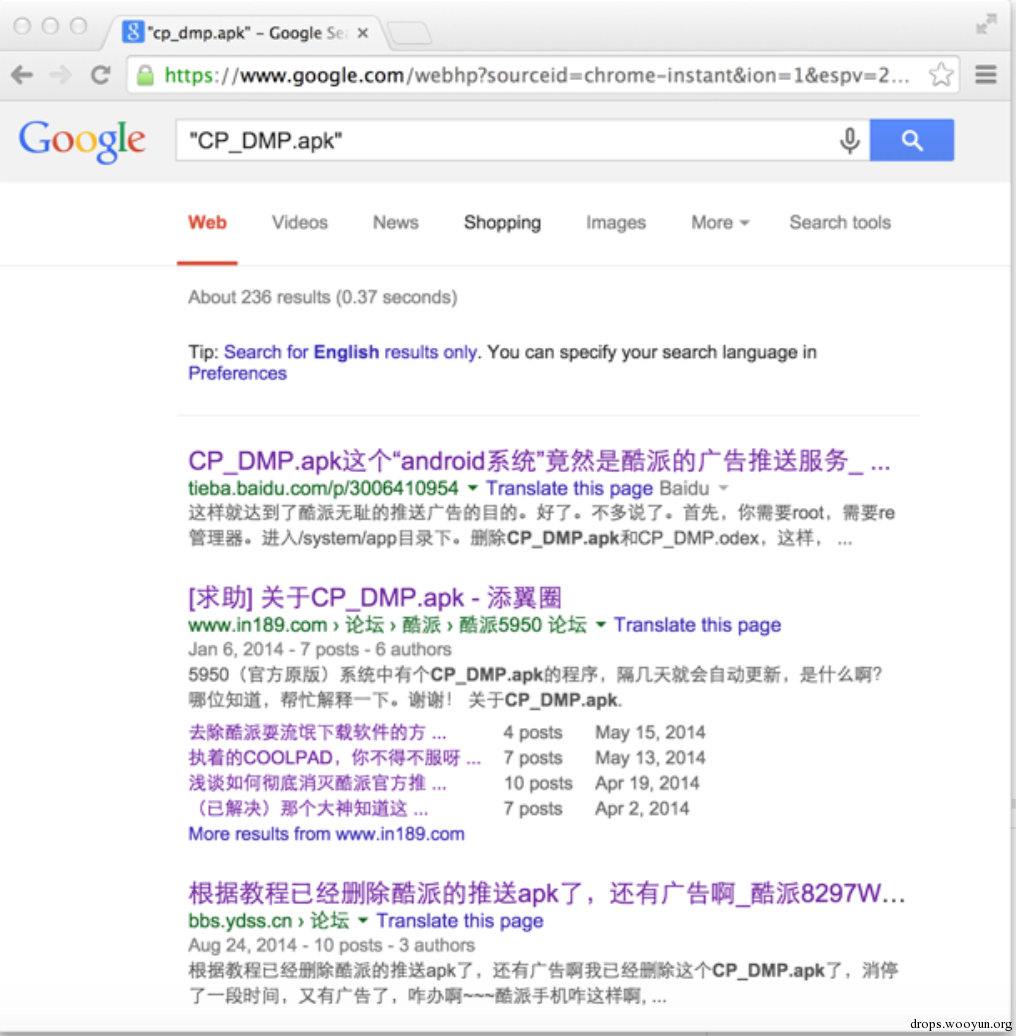 "cp_dmp.apk" - Google Se
https://www.google.com/webhp?sourceid=chrome-instant&ion=1&espv=2...
Google
"CP_DMP.apk"
Web Videos News Shopping Images More Search tools
About 236 results (0.37 seconds)
Tip: Search for English results only. You can specify your search language in
Preferences
CP_DMP.apk这个“android系统”竟然是酷派的广告推送服务_ ...
tieba.baidu.com/p/3006410954 Translate this page Baidu
这样就达到了酷派无耻的推送广告的目的。好了。不多说了。首先，你需要root，需要re
管理器。进入/system/app目录下。删除CP_DMP.apk和CP_DMP.odex，这样， ...
[求助] 关于CP_DMP.apk - 添翼圈
www.in189.com › 论坛 › 酷派 › 酷派5950 论坛 Translate this page
Jan 6, 2014 - 7 posts - 6 authors
5950（官方原版）系统中有个CP_DMP.apk的程序，隔几天就会自动更新，是什么啊?
哪位知道，帮忙解释一下。谢谢！ 关于CP_DMP.apk.
去除酷派耍流氓下载软件的方 ... 4 posts May 15, 2014
执着的COOLPAD，你不得不服呀 ... 7 posts May 13, 2014
浅谈如何彻底消灭酷派官方推 ... 10 posts Apr 19, 2014
（已解决）那个大神知道这 ... 7 posts Apr 2, 2014
More results from www.in189.com
根据教程已经删除酷派的推送apk了，还有广告啊_酷派8297W...
bbs.ydss.cn › 论坛 Translate this page
Aug 24, 2014 - 10 posts - 3 authors
根据教程已经删除酷派的推送apk了，还有广告啊我已经删除这个CP_DMP.apk了，消停
了一段时间，又有广告了，咋办啊~~~酷派手机咋这样啊, ...
drops.wooyun.org